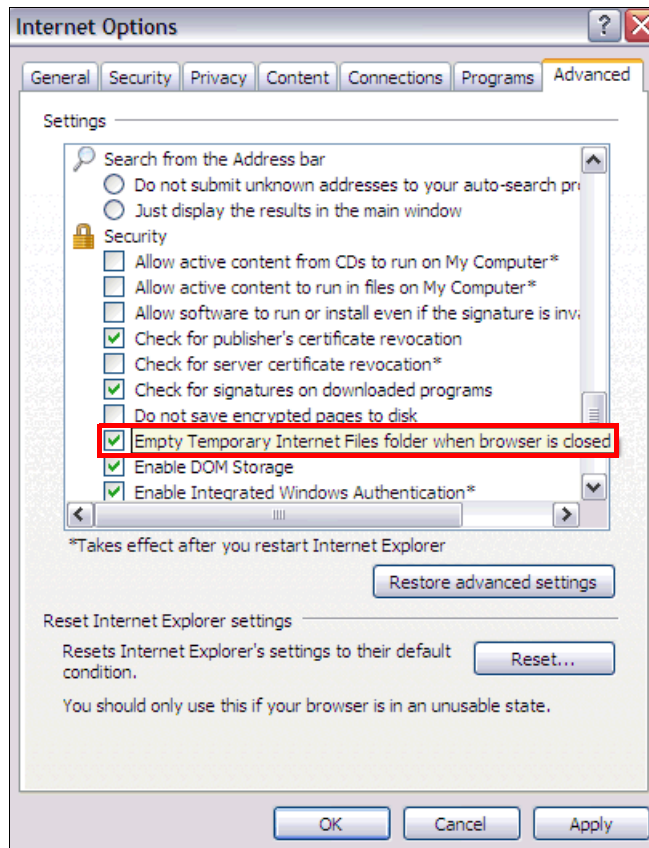 Internet Options
General Security Privacy Content Connections Programs Advanced
Settings
Search from the Address bar
Do not submit unknown addresses to your auto-search
Just display the results in the main window
Security
Allow active content from CDs to run on My Computer*
Allow active content to run in files on My Computer*
Allow software to run or install even if the signature is
Check for publisher's certificate revocation
Check for server certificate revocation*
Check for signatures on downloaded programs
Do not save encrypted pages to disk
Empty Temporary Internet Files folder when browser is closed
Enable DOM Storage
Enable Integrated Windows Authentication*
*Takes effect after you restart Internet Explorer
Restore advanced settings
Reset Internet Explorer settings
Resets Internet Explorer's settings to their default
condition.
Reset...
You should only use this if your browser is in an unusable state.
OK Cancel Apply